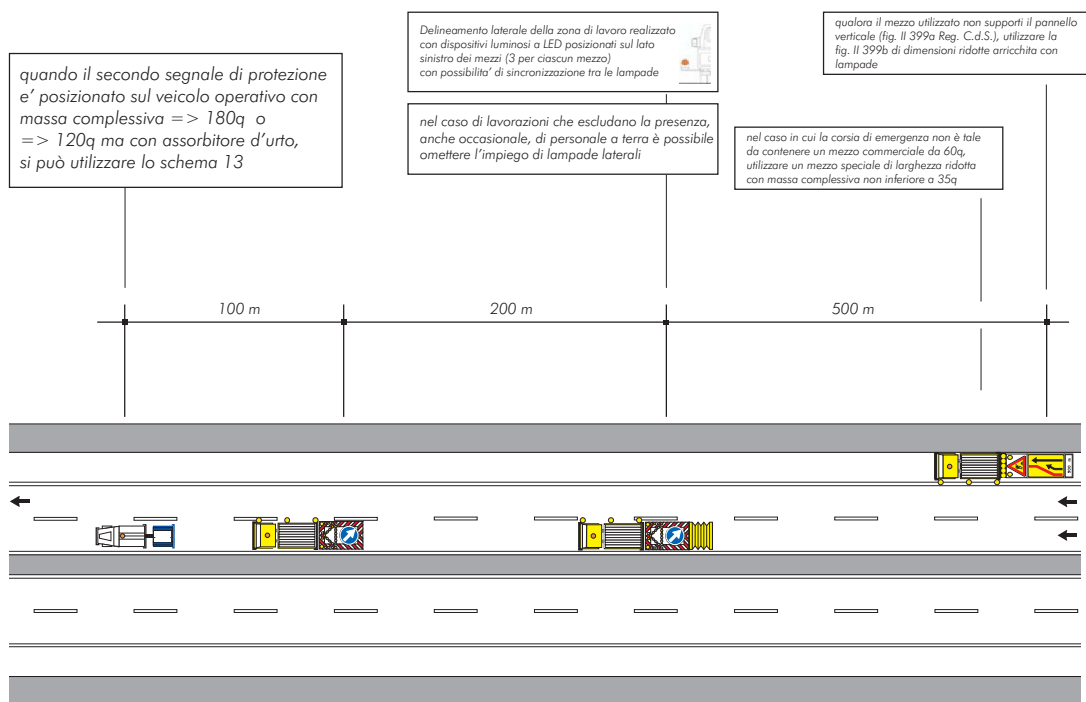 quando il secondo segnale di protezione
e' posizionato sul veicolo operativo con
massa complessiva => 180q o
=> 120q ma con assorbitore d'urto,
si può utilizzare lo schema 13
Delineamento laterale della zona di lavoro realizzato
con dispositivi luminosi a LED posizionati sul lato
sinistro dei mezzi (3 per ciascun mezzo)
con possibilita' di sincronizzazione tra le lampade
nel caso di lavorazioni che escludano la presenza,
anche occasionale, di personale a terra è possibile
omettere l'impiego di lampade laterali
qualora il mezzo utilizzato non supporti il pannello
verticale (fig. II 399a Reg. C.d.S.), utilizzare la
fig. II 399b di dimensioni ridotte arricchita con
lampade
nel caso in cui la corsia di emergenza non è tale
da contenere un mezzo commerciale da 60q,
utilizzare un mezzo speciale di larghezza ridotta
con massa complessiva non inferiore a 35q
100 m
200 m
500 m